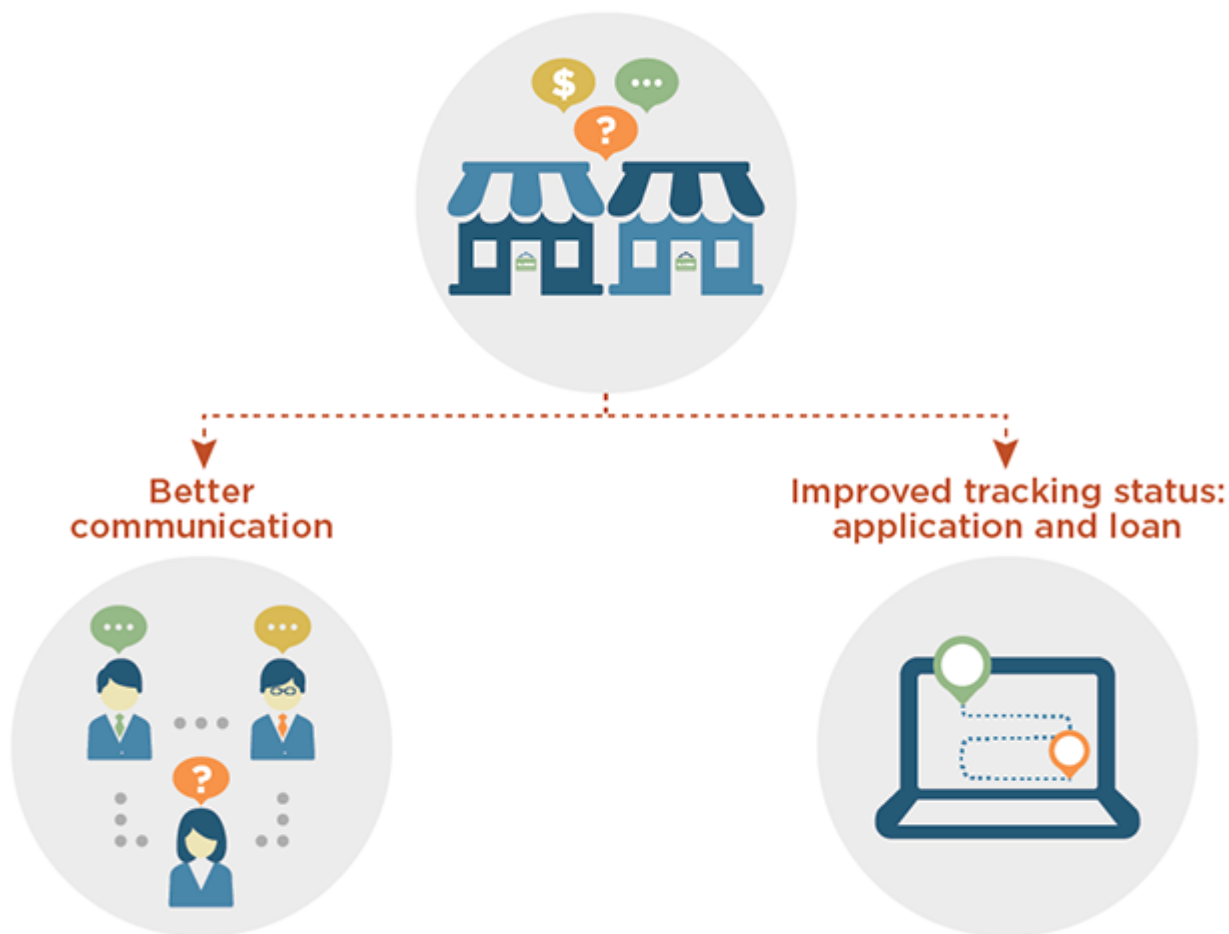 $
...
?
Better
communication
Improved tracking status:
application and loan
...
...
?